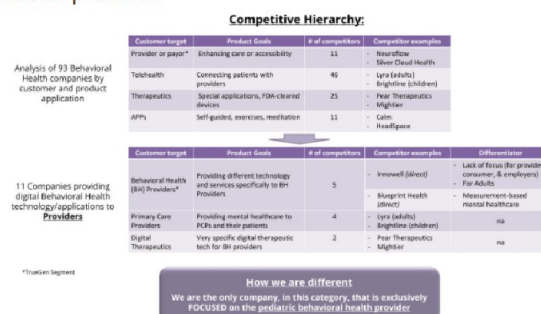 Competitive Hierarchy:
Analysis of 93 Behavioral
Health companies by
customer and product
application
Customer target Product Goals # of competitors Competitor examples
Provider or payor* Enhancing care or accessibility 11 - Neuroflow
- Silver Cloud Health
Telehealth Connecting patients with
providers 46 - Lyra (adults)
- Brightline (children)
Therapeutics Special applications, FDA-cleared
devices 25 - Pear Therapeutics
- Mightier
APPs Self-guided, exercises, meditation 11 - Calm
- HeadSpace
11 Companies providing
digital Behavioral Health
technology/applications to
Providers
Customer target Product Goals # of competitors Competitor examples Differentiator
Behavioral Health
(BH) Providers* Providing different technology
and services specifically to BH
Providers 5 - Innowell (direct) - Lack of focus (for provider
consumer, & employers)
- For Adults
- Blueprint Health
(direct) - Measurement-based
mental healthcare
Primary Care
Providers Providing mental healthcare to
PCPs and their patients 4 - Lyra (adults)
- Brightline (children) na
Digital
Therapeutics Very specific digital therapeutic
tech for BH providers 2 - Pear Therapeutics
- Mightier na
*TrueGen Segment
How we are different
We are the only company, in this category, that is exclusively
FOCUSED on the pediatric behavioral health provider